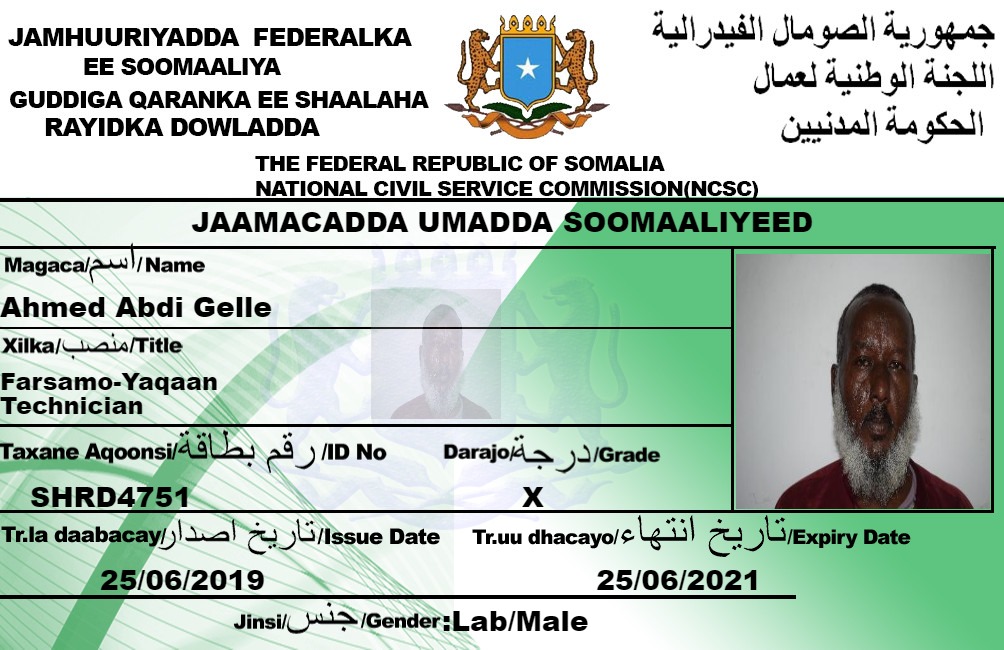 JAMHUURIYADDA FEDERALKA
EE SOOMAALIYA
GUDDIGA QARANKA EE SHAALAHA
RAYIDKA DOWLADDA
جمهورية الصومال الفيدرالية
اللجنة الوطنية لعمال
الحكومة المدنيين
THE FEDERAL REPUBLIC OF SOMALIA
NATIONAL CIVIL SERVICE COMMISSION(NCSC)
JAAMACADDA UMADDA SOOMAALIYEED
Magaca/اسم/Name
Ahmed Abdi Gelle
Xilka/منصب/Title
Farsamo-Yaqaan
Technician
Taxane Aqoonsi/رقم بطاقة/ID No
Darajo/درجة/Grade
SHRD4751
X
Tr.la daabacay/تاريخ اصدار/Issue Date
Tr.uu dhacayo/تاريخ انتهاء/Expiry Date
25/06/2019
25/06/2021
Jinsi/جنس/Gender:Lab/Male